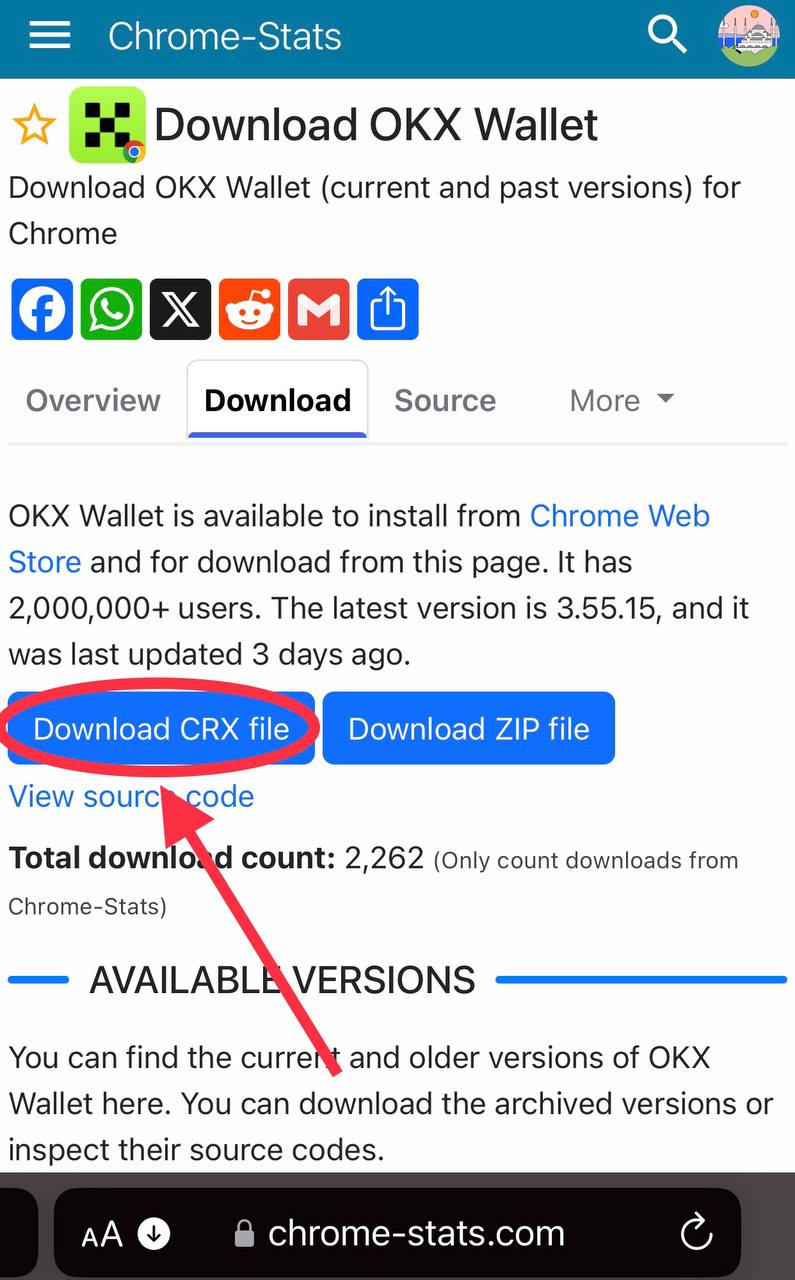 Chrome-Stats
Download OKX Wallet
Download OKX Wallet (current and past versions) for
Chrome
Overview
Download
Source
More
OKX Wallet is available to install from Chrome Web
Store and for download from this page. It has
2,000,000+ users. The latest version is 3.55.15, and it
was last updated 3 days ago.
Download CRX file
Download ZIP file
View source code
Total download count: 2,262 (Only count downloads from
Chrome-Stats)
AVAILABLE VERSIONS
You can find the current and older versions of OKX
Wallet here. You can download the archived versions or
inspect their source codes.
AA chrome-stats.com